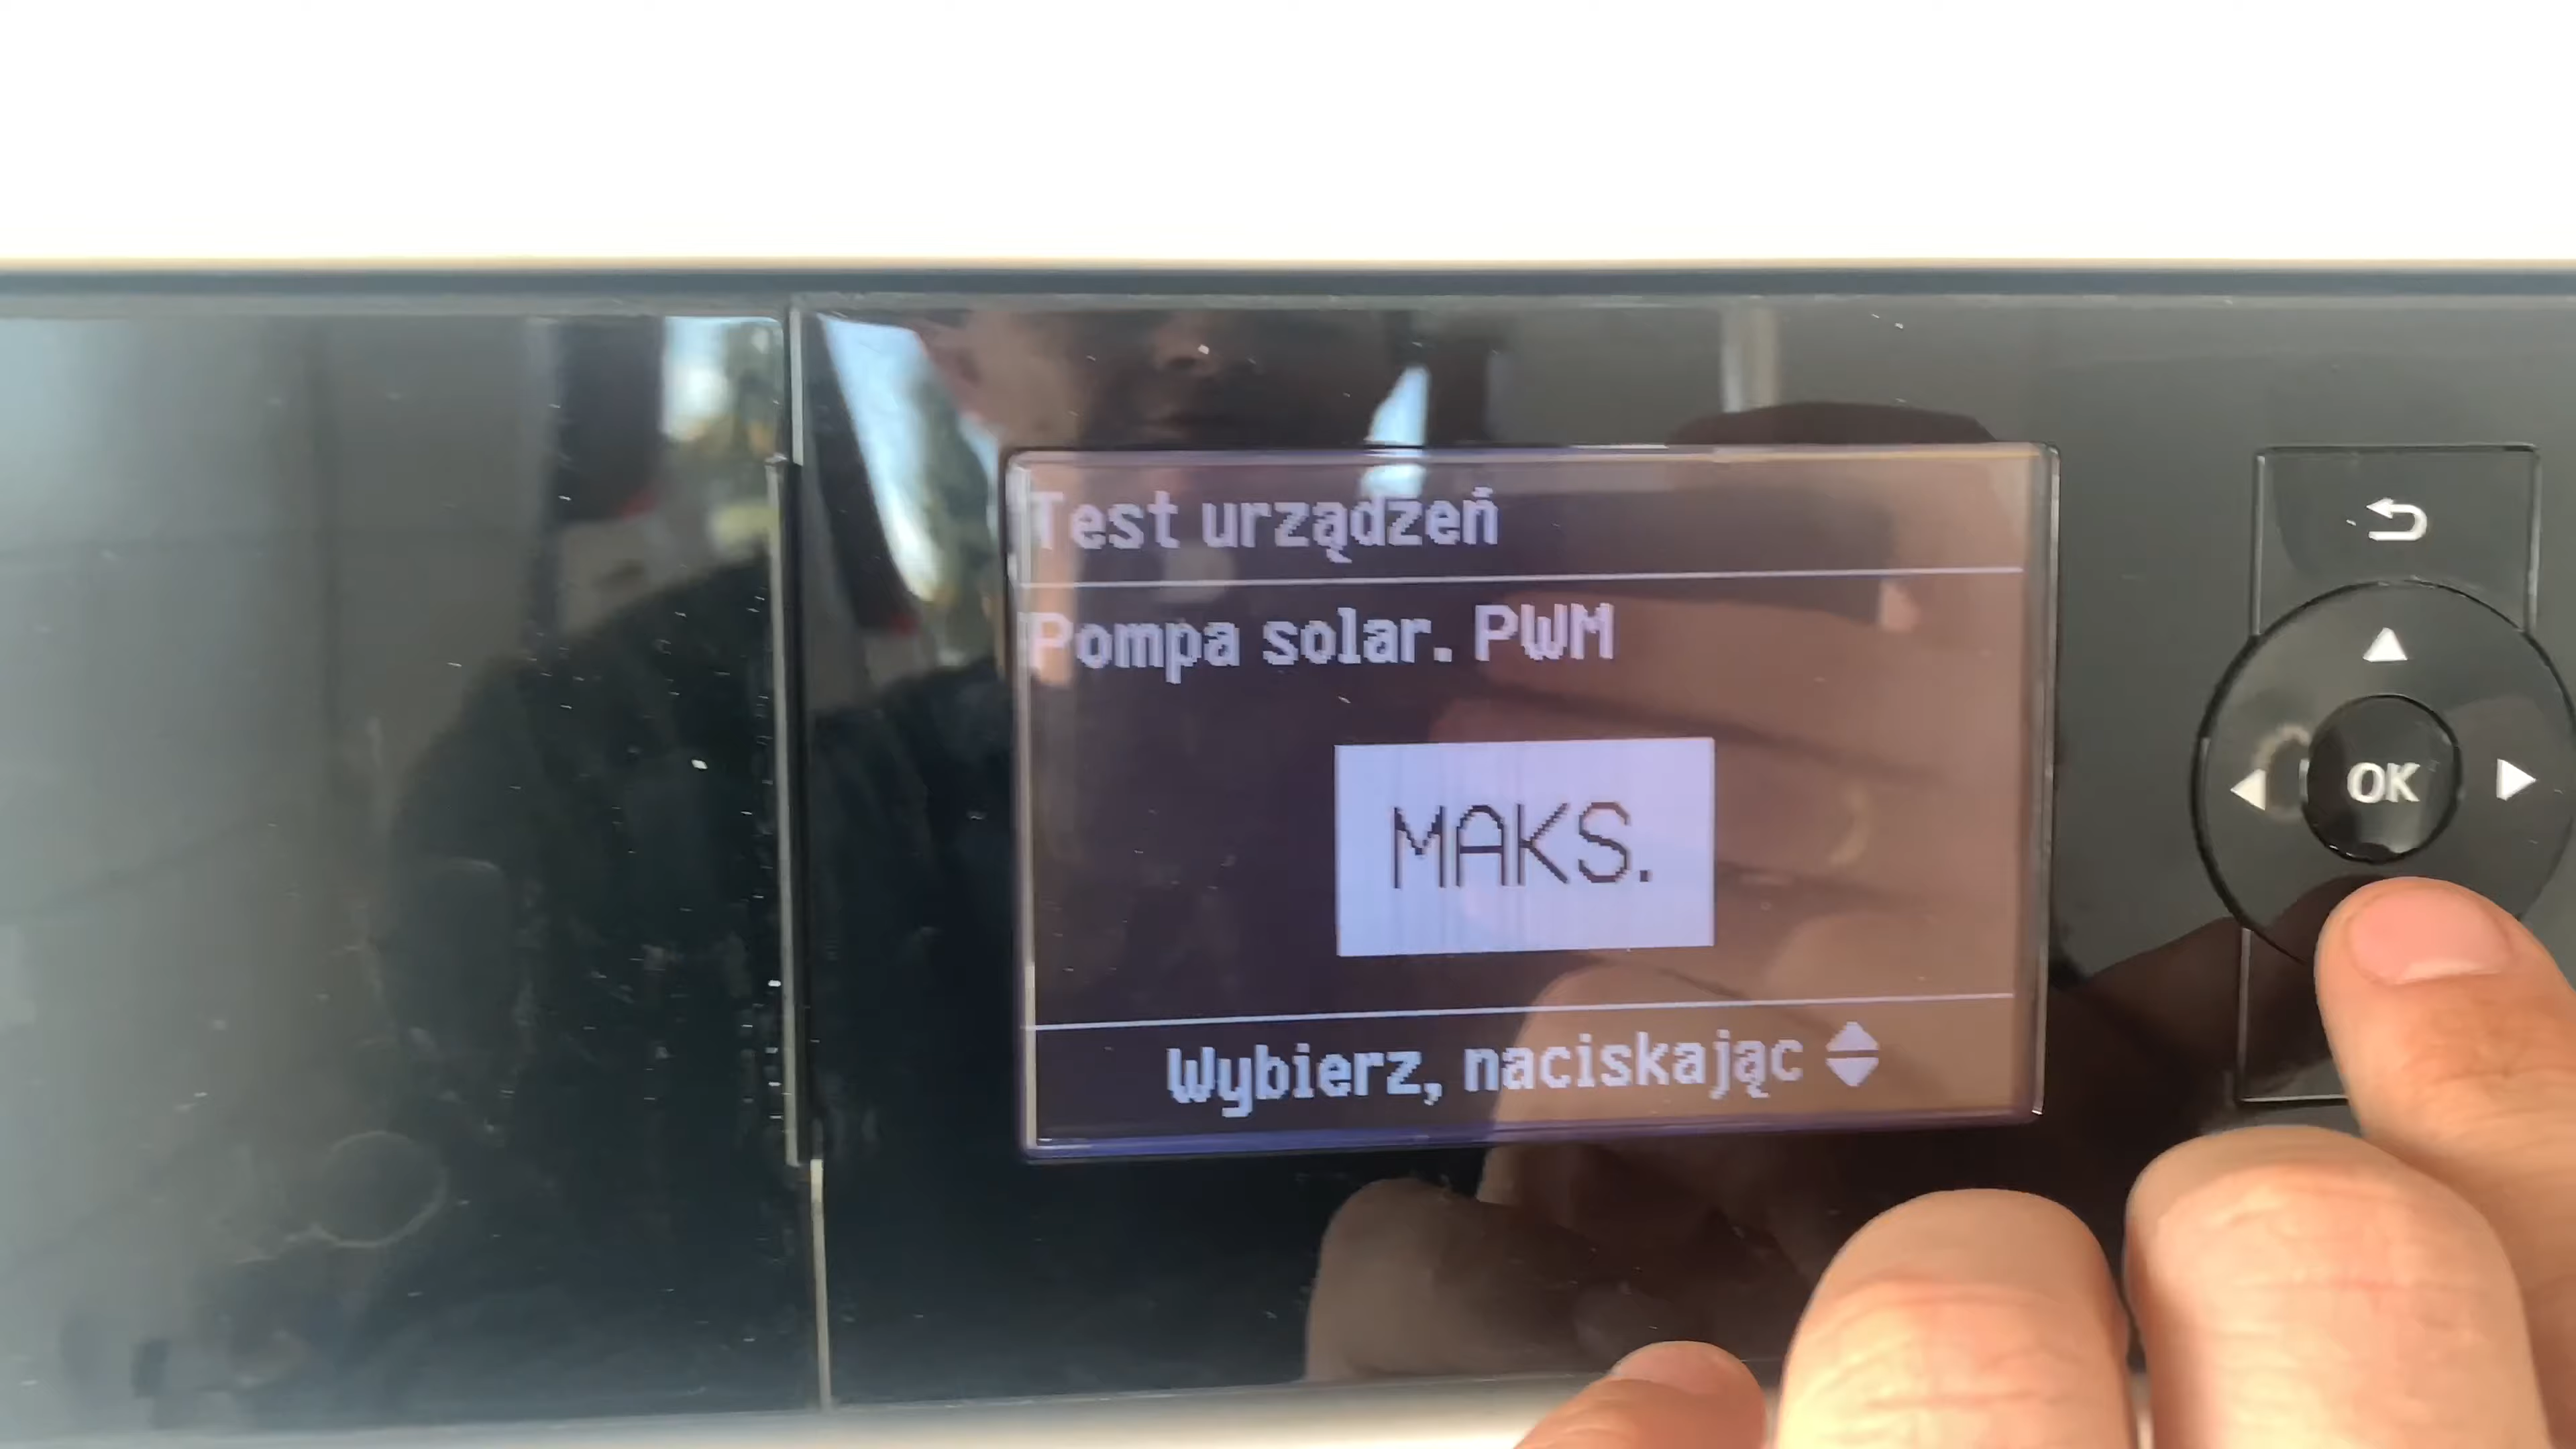 Test urządzeń
Pompa solar. PWM
MAKS.
Wybierz, naciskając
OK